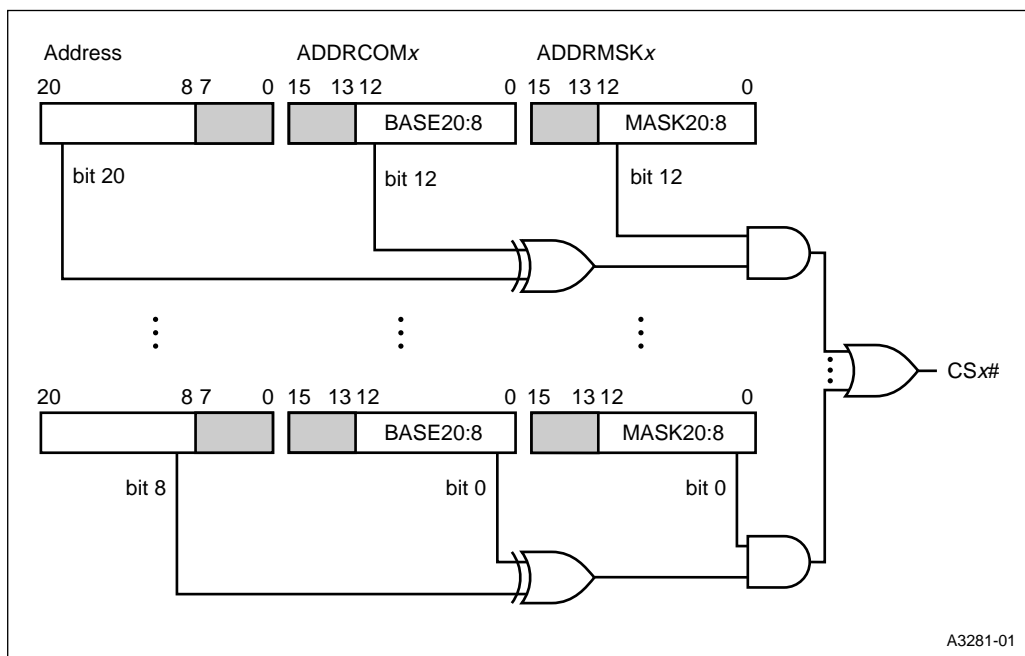 Address ADDRCOMx ADDRMSKx
20 8 7 0 15 13 12 0 15 13 12 0
BASE20:8 MASK20:8
bit 20 bit 12 bit 12
CSx#
20 8 7 0 15 13 12 0 15 13 12 0
BASE20:8 MASK20:8
bit 8 bit 0 bit 0
A3281-01